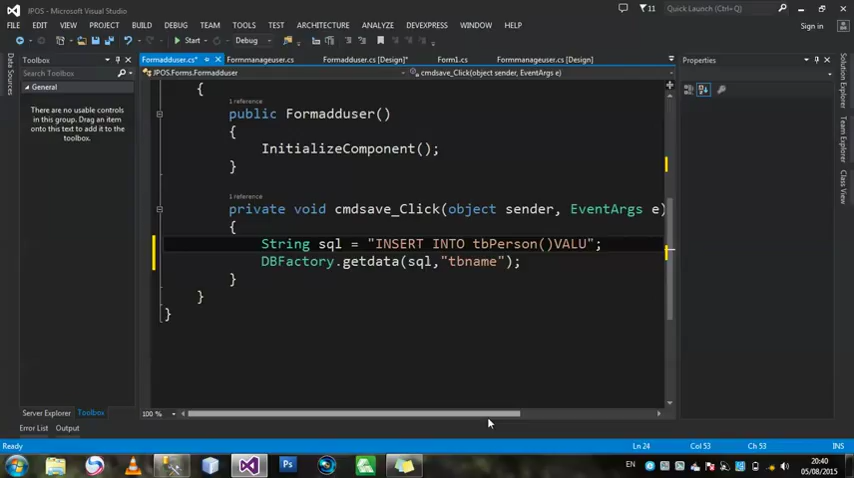 JPOS - Microsoft Visual Studio
11
Quick Launch (Ctrl+Q)
FILE EDIT VIEW PROJECT BUILD DEBUG TEAM TOOLS TEST ARCHITECTURE ANALYZE DEVEXPRESS WINDOW HELP
Sign in
Start Debug
Data Sources
Toolbox
Formadduser.cs* Formmanageuser.cs Formadduser.cs [Design]* Form1.cs Formmanageuser.cs [Design]
Properties
Solution Explorer
Team Explorer
Class View
Search Toolbox
JPOS.Forms.Formadduser
cmdsave_Click(object sender, EventArgs e)
General
There are no usable controls
in this group. Drag an item
onto this text to add it to the
toolbox.
{
1 reference
public Formadduser()
{
InitializeComponent();
}
1 reference
private void cmdsave_Click(object sender, EventArgs e)
{
String sql = "INSERT INTO tbPerson()VALU";
DBFactory.getdata(sql,"tbname");
}
}
}
Server Explorer Toolbox
100 %
Error List Output
Ready Ln 24 Col 53 Ch 53 INS
EN
20:40
05/08/2015
Ps